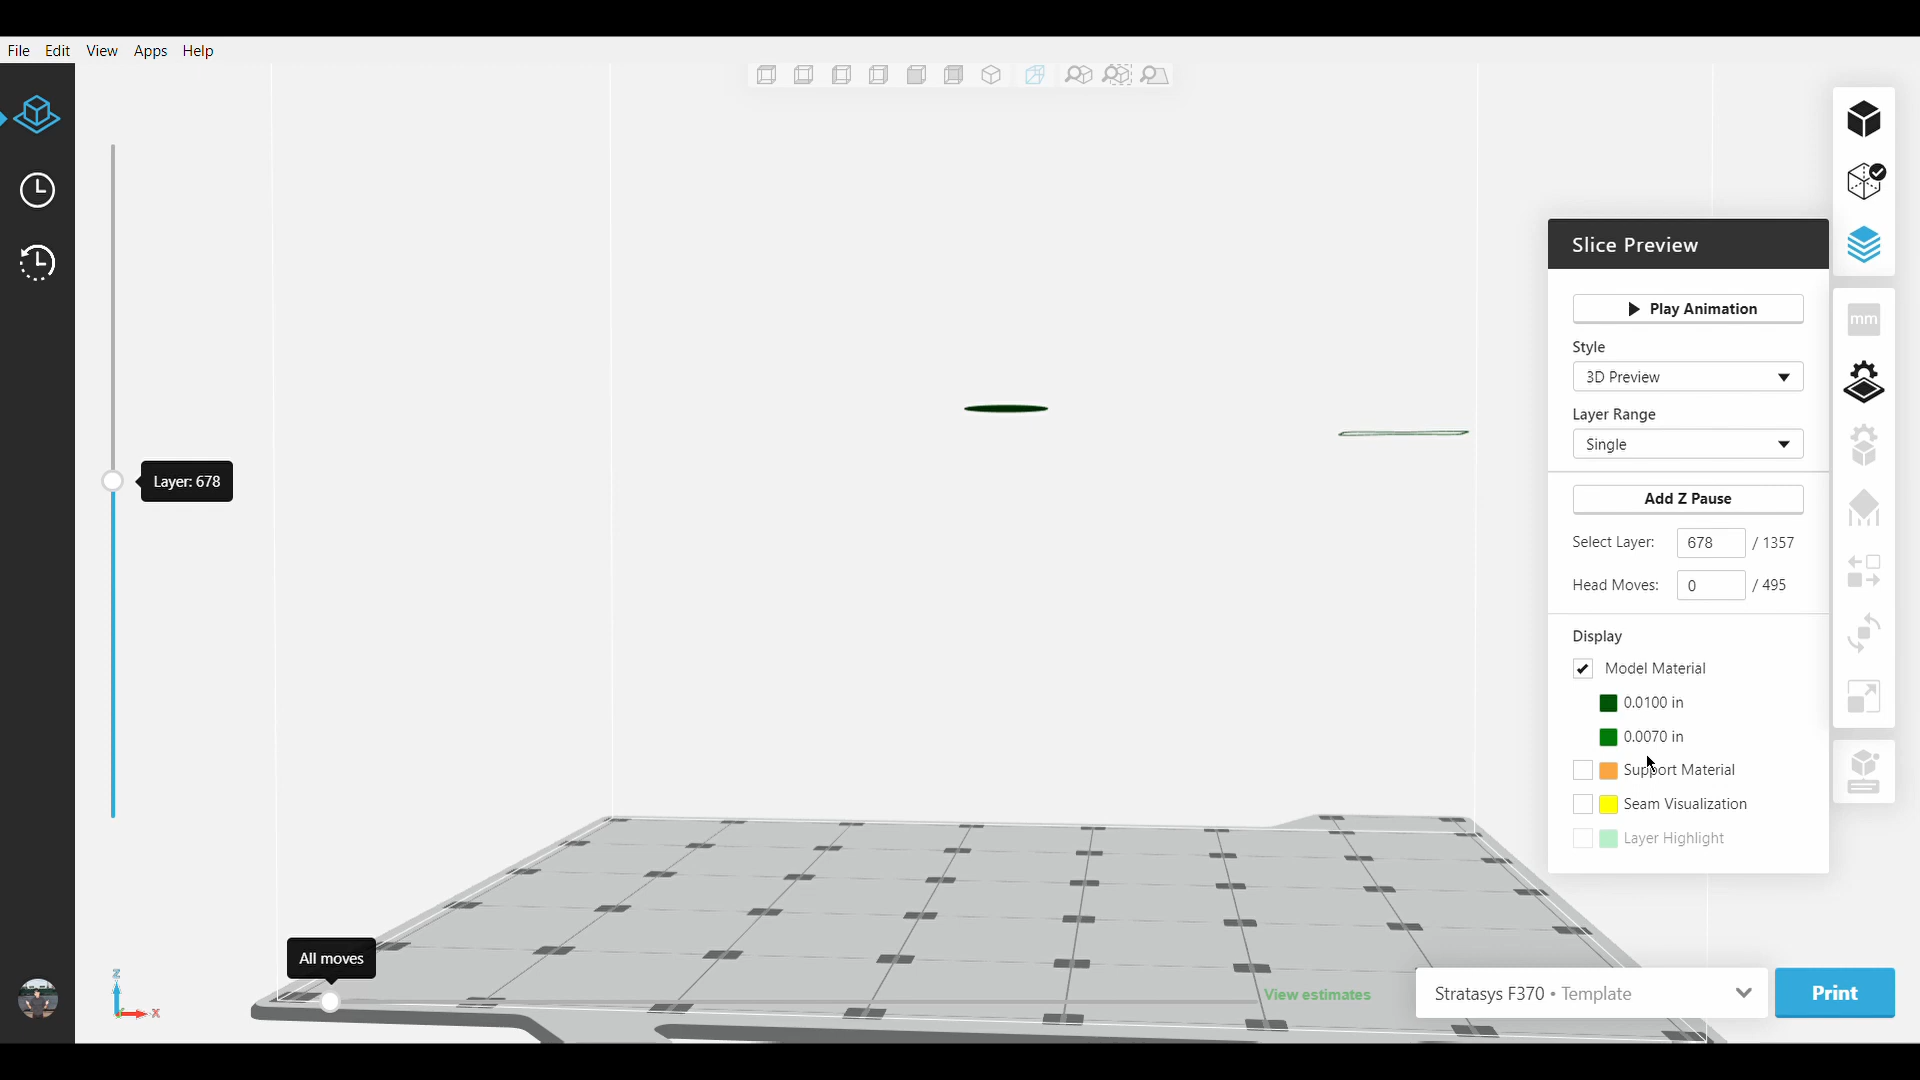 File Edit View Apps Help
Slice Preview
Play Animation
mm
Style
3D Preview
Layer Range
Single
Layer: 678
Add Z Pause
Select Layer: 678 / 1357
Head Moves: 0 / 495
Display
Model Material
0.0100 in
0.0070 in
Support Material
Seam Visualization
Layer Highlight
All moves
Z
X
View estimates
Stratasys F370 • Template
Print